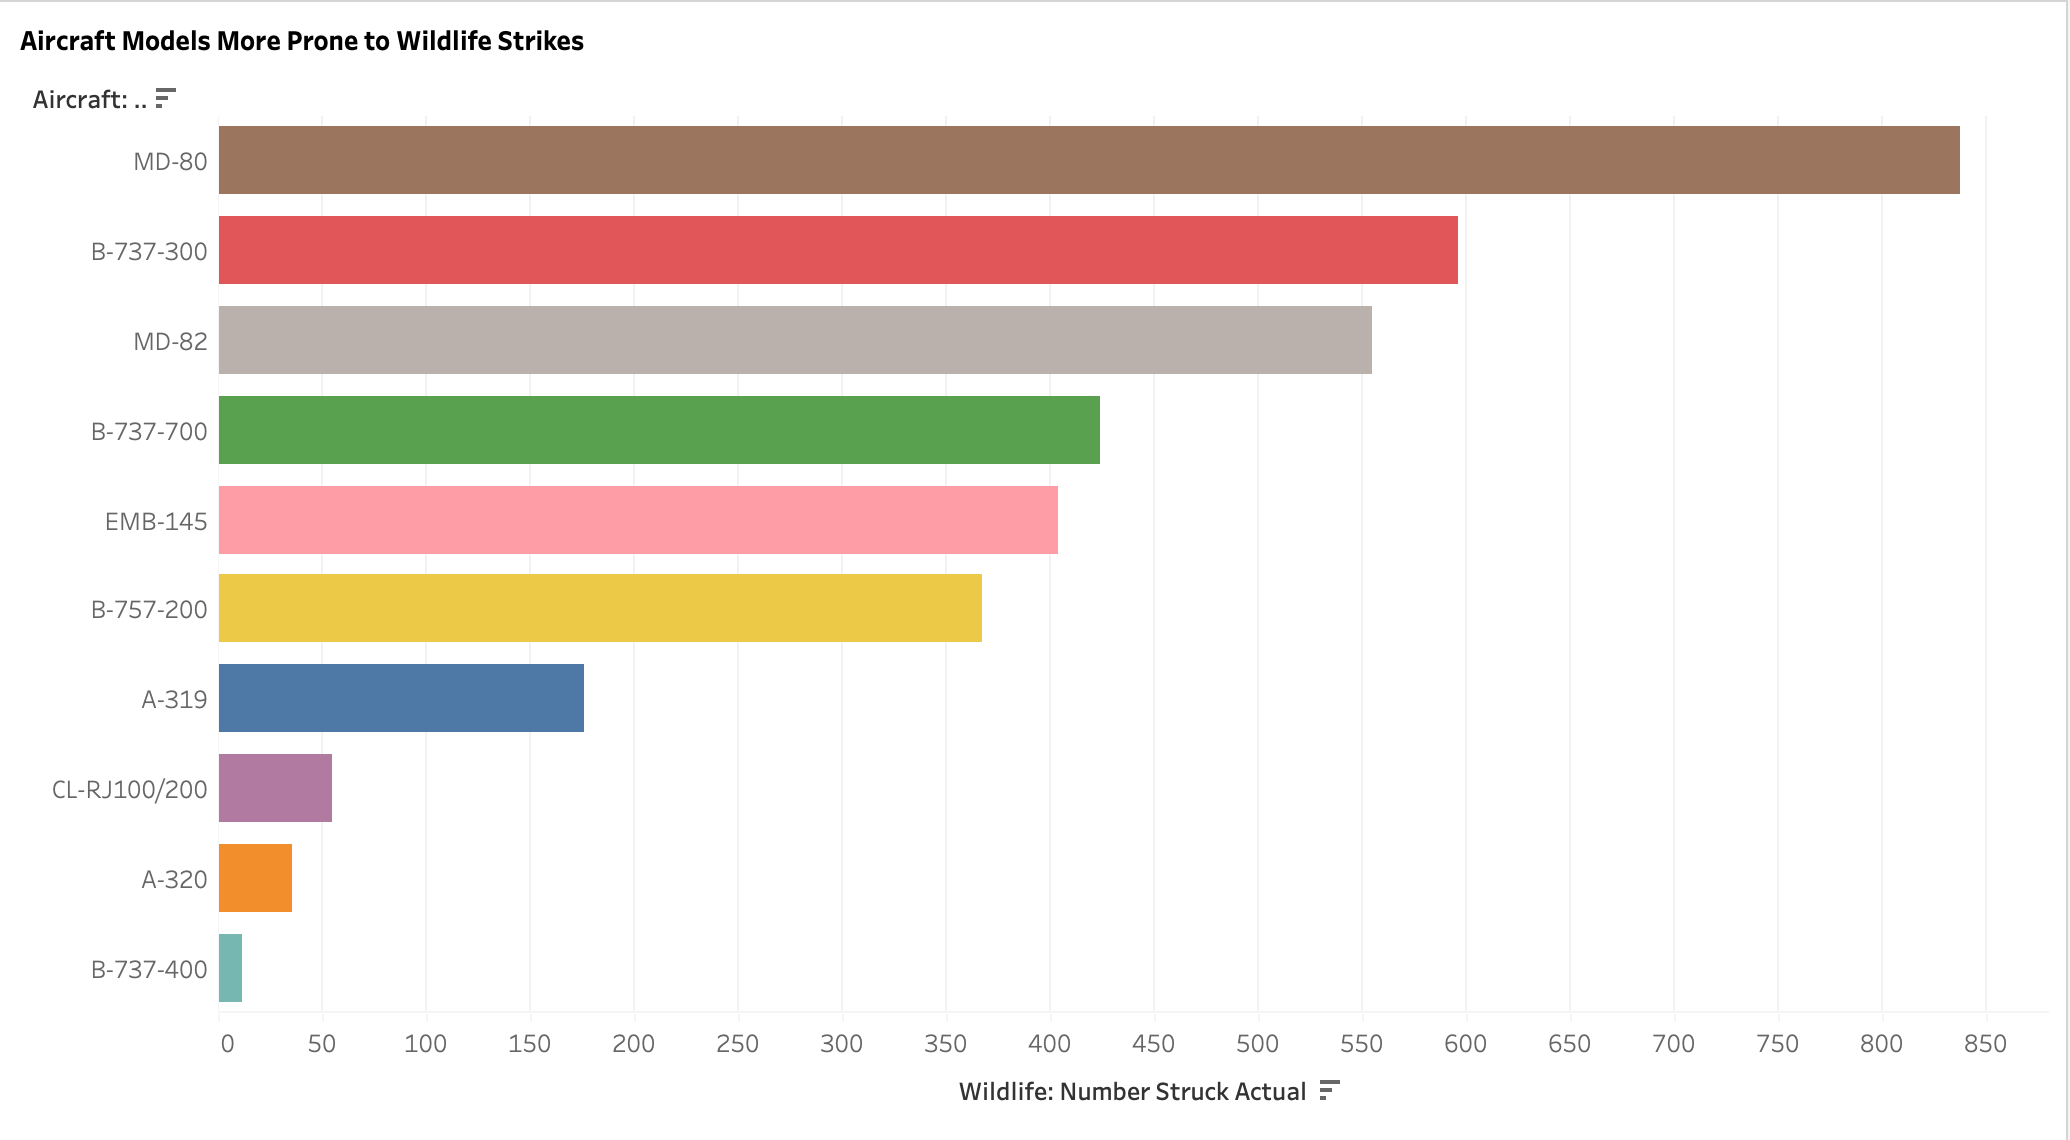 Aircraft Models More Prone to Wildlife Strikes
Aircraft: ..
MD-80
B-737-300
MD-82
B-737-700
EMB-145
B-757-200
A-319
CL-RJ100/200
A-320
B-737-400
0 50 100 150 200 250 300 350 400 450 500 550 600 650 700 750 800 850
Wildlife: Number Struck Actual